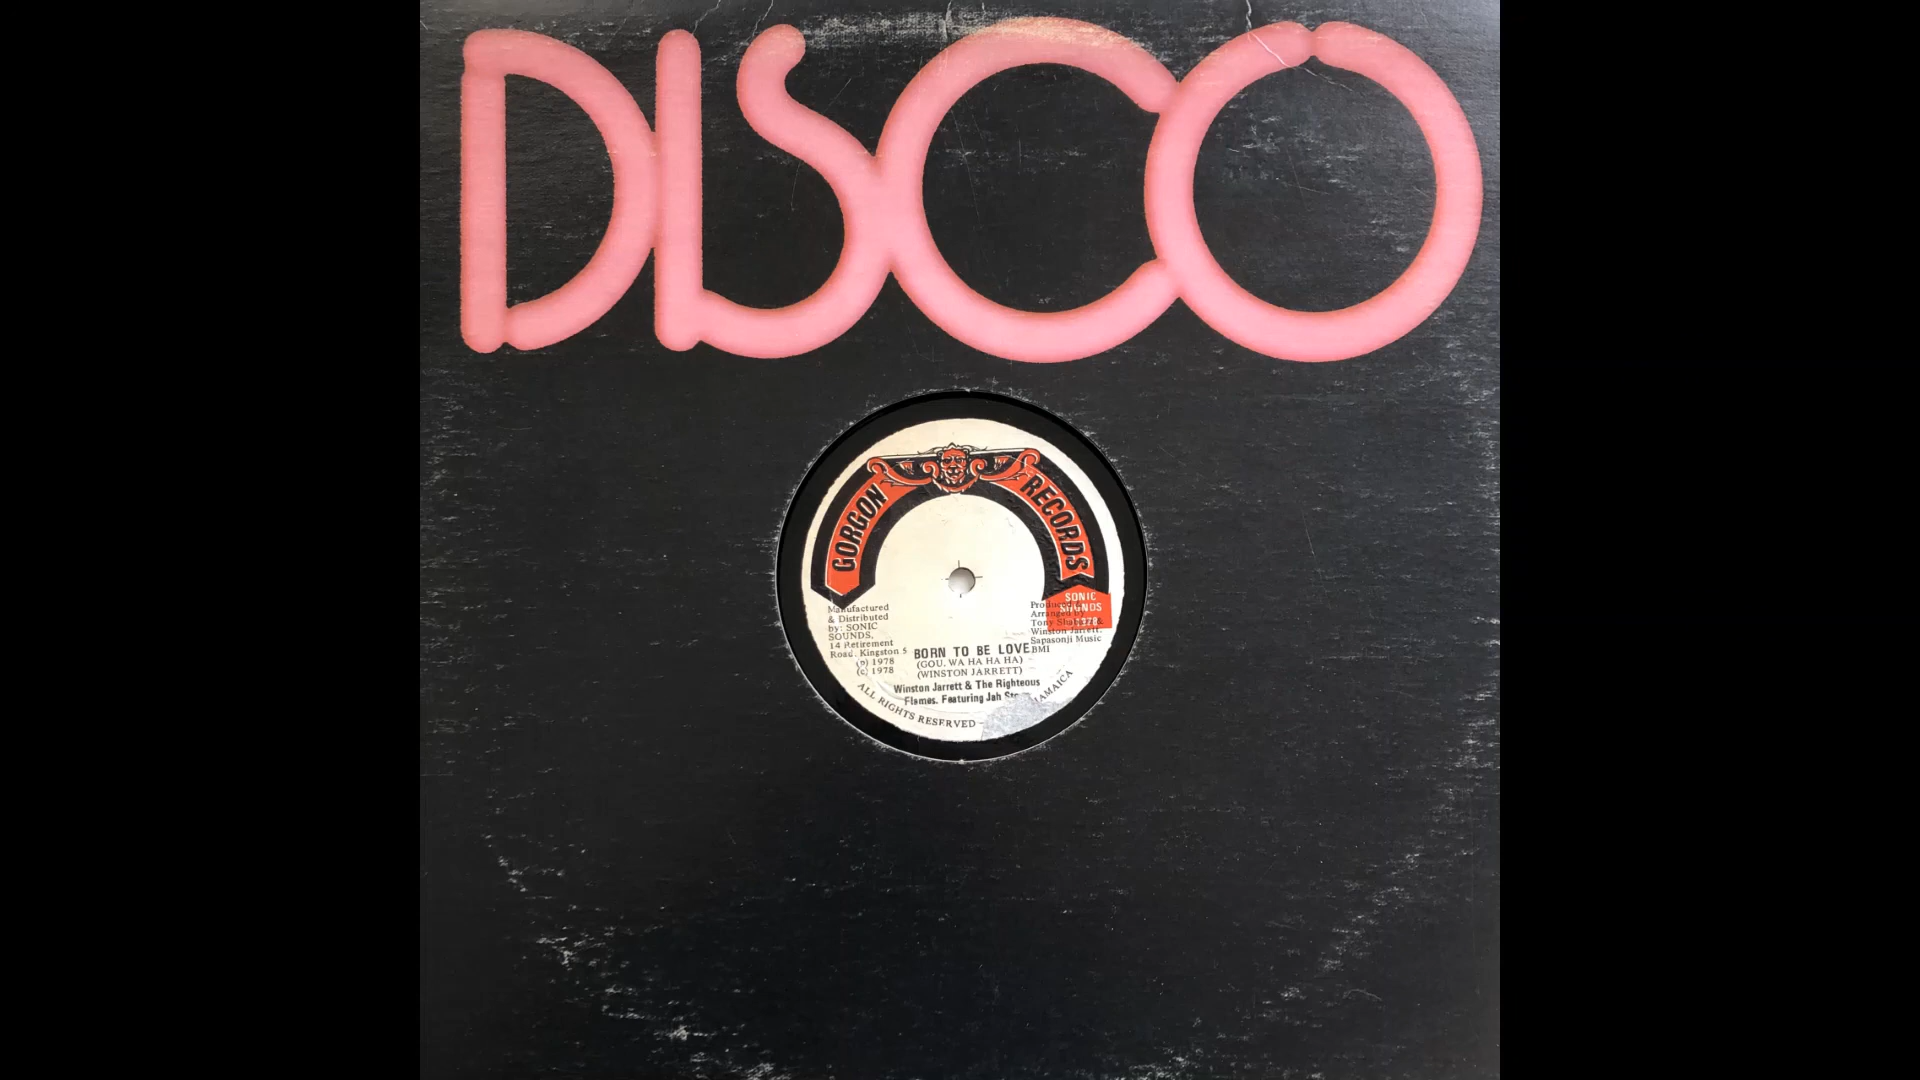 DISCO
GORGON RECORDS
SONIC
SOUNDS
Manufactured
& Distributed
by: SONIC
SOUNDS,
14 Retirement
Road. Kingston 5
(p) 1978
(c) 1978
Produced &
Arranged by
Tony &
Winston Jarrett.
Sapasonji Music
BMI
BORN TO BE LOVE
(GOU. WA HA HA HA)
(WINSTON JARRETT)
Winston Jarrett & The Righteous
Flames. Featuring Jah
ALL RIGHTS RESERVED - JAMAICA